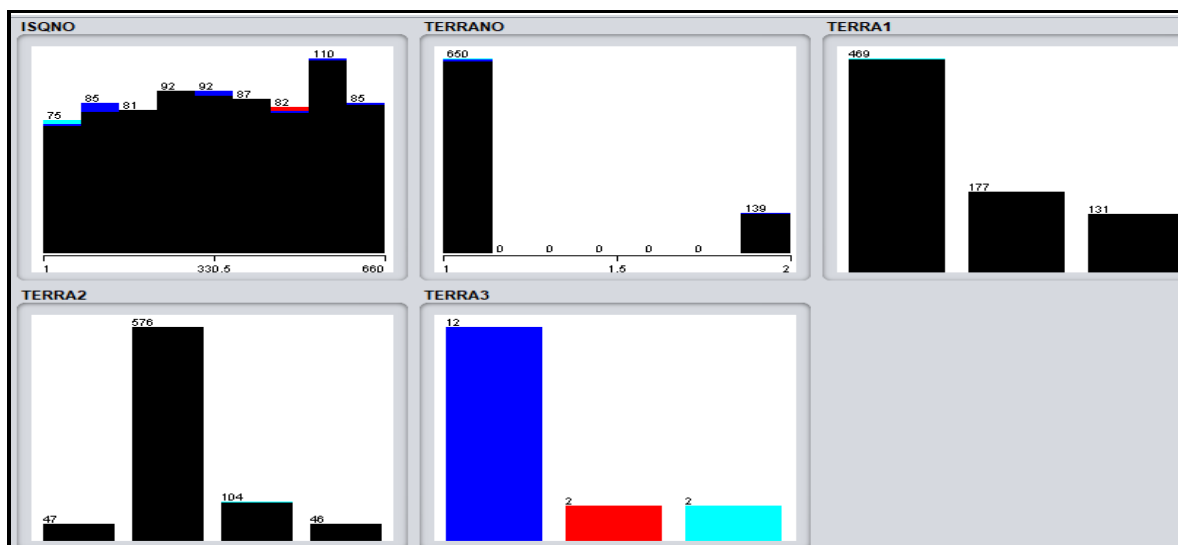 ISQNO
75 85 81 92 92 87 82 110 85
1 330.5 660
TERRANO
650 0 0 0 0 0 139
1 1.5 2
TERRA1
469 177 131
TERRA2
47 576 104 46
TERRA3
12 2 2